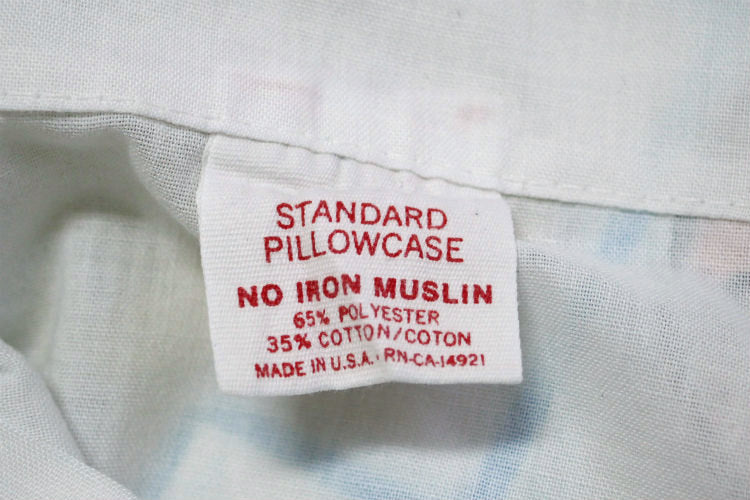 STANDARD
PILLOWCASE
NO IRON MUSLIN
65% POLYESTER
35% COTTON/COTON
MADE IN U.S.A. RN-CA-14921